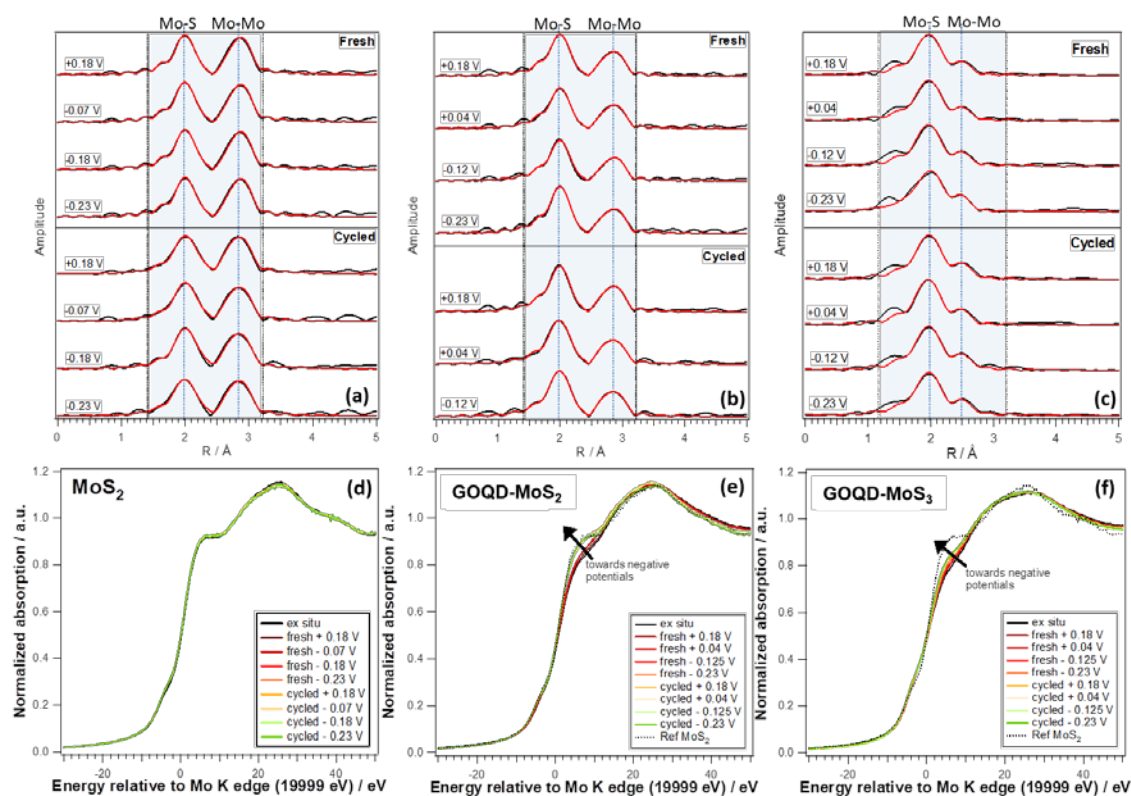 Mo-S Mo-Mo
Fresh
+0.18 V
-0.07 V
-0.18 V
-0.23 V
Cycled
+0.18 V
-0.07 V
-0.18 V
-0.23 V
(a)
Amplitude
0 1 2 3 4 5
R / Å
Mo-S Mo-Mo
Fresh
+0.18 V
+0.04 V
-0.12 V
-0.23 V
Cycled
+0.18 V
+0.04 V
-0.12 V
(b)
Amplitude
0 1 2 3 4 5
R / Å
Mo-S Mo-Mo
Fresh
+0.18 V
+0.04
-0.12 V
-0.23 V
Cycled
+0.18 V
+0.04 V
-0.12 V
-0.23 V
(c)
Amplitude
0 1 2 3 4 5
R / Å
MoS2
(d)
Normalized absorption / a.u.
1.2
1.0
0.8
0.6
0.4
0.2
0.0
ex situ
fresh + 0.18 V
fresh - 0.07 V
fresh - 0.18 V
fresh - 0.23 V
cycled + 0.18 V
cycled - 0.07 V
cycled - 0.18 V
cycled - 0.23 V
-20 0 20 40
Energy relative to Mo K edge (19999 eV) / eV
GOQD-MoS2
(e)
towards negative
potentials
Normalized absorption / a.u.
1.2
1.0
0.8
0.6
0.4
0.2
0.0
ex situ
fresh + 0.18 V
fresh + 0.04 V
fresh - 0.125 V
fresh - 0.23 V
cycled + 0.18 V
cycled + 0.04 V
cycled - 0.125 V
cycled - 0.23 V
Ref MoS2
-20 0 20 40
Energy relative to Mo K edge (19999 eV) / eV
GOQD-MoS3
(f)
towards negative
potentials
Normalized absorption / a.u.
1.2
1.0
0.8
0.6
0.4
0.2
0.0
ex situ
fresh + 0.18 V
fresh + 0.04 V
fresh - 0.125 V
fresh - 0.23 V
cycled + 0.18 V
cycled + 0.04 V
cycled - 0.125 V
cycled - 0.23 V
Ref MoS2
-20 0 20 40
Energy relative to Mo K edge (19999 eV) / eV